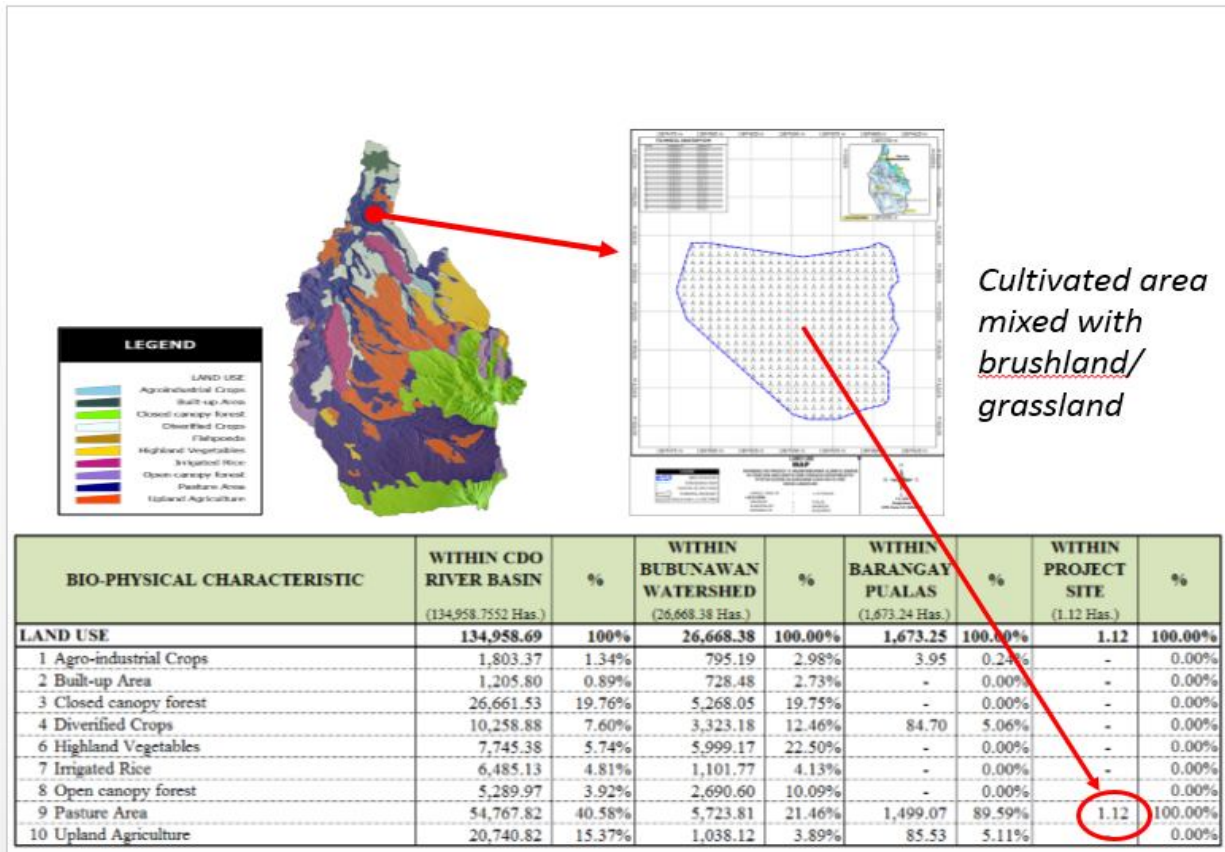 Cultivated area
mixed with
brushland/
grassland
LEGEND
LAND USE
Agroindustrial Crops
Built-up Area
Closed canopy forest
Diverified Crops
Fishponds
Highland Vegetables
Irrigated Rice
Open canopy forest
Pasture Area
Upland Agriculture
TECHNICAL DESCRIPTION
MAP
BIO-PHYSICAL CHARACTERISTIC WITHIN CDO RIVER BASIN (134,958.7552 Has.) % WITHIN BUBUNAWAN WATERSHED (26,668.38 Has.) % WITHIN BARANGAY PUALAS (1,673.24 Has.) % WITHIN PROJECT SITE (1.12 Has.) %
LAND USE 134,958.69 100% 26,668.38 100.00% 1,673.25 100.00% 1.12 100.00%
1 Agro-industrial Crops 1,803.37 1.34% 795.19 2.98% 3.95 0.24% - 0.00%
2 Built-up Area 1,205.80 0.89% 728.48 2.73% - 0.00% - 0.00%
3 Closed canopy forest 26,661.53 19.76% 5,268.05 19.75% - 0.00% - 0.00%
4 Diverified Crops 10,258.88 7.60% 3,323.18 12.46% 84.70 5.06% - 0.00%
6 Highland Vegetables 7,745.38 5.74% 5,999.17 22.50% - 0.00% - 0.00%
7 Irrigated Rice 6,485.13 4.81% 1,101.77 4.13% - 0.00% - 0.00%
8 Open canopy forest 5,289.97 3.92% 2,690.60 10.09% - 0.00% - 0.00%
9 Pasture Area 54,767.82 40.58% 5,723.81 21.46% 1,499.07 89.59% 1.12 100.00%
10 Upland Agriculture 20,740.82 15.37% 1,038.12 3.89% 85.53 5.11% - 0.00%